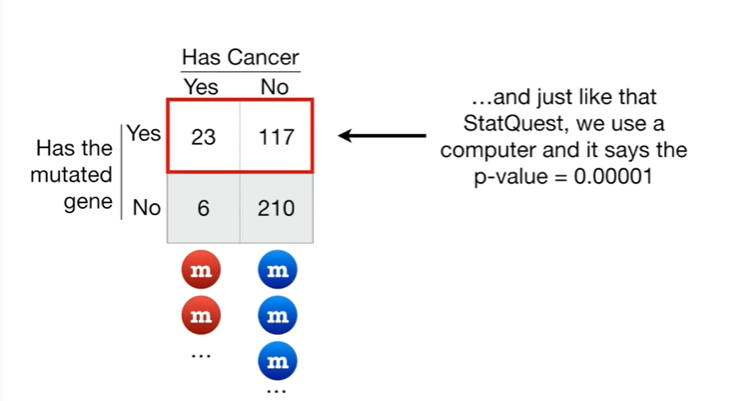 Has Cancer
Yes No
Has the
mutated
gene
Yes 23 117
No 6 210
m m
m m
... m
...
...and just like that
StatQuest, we use a
computer and it says the
p-value = 0.00001